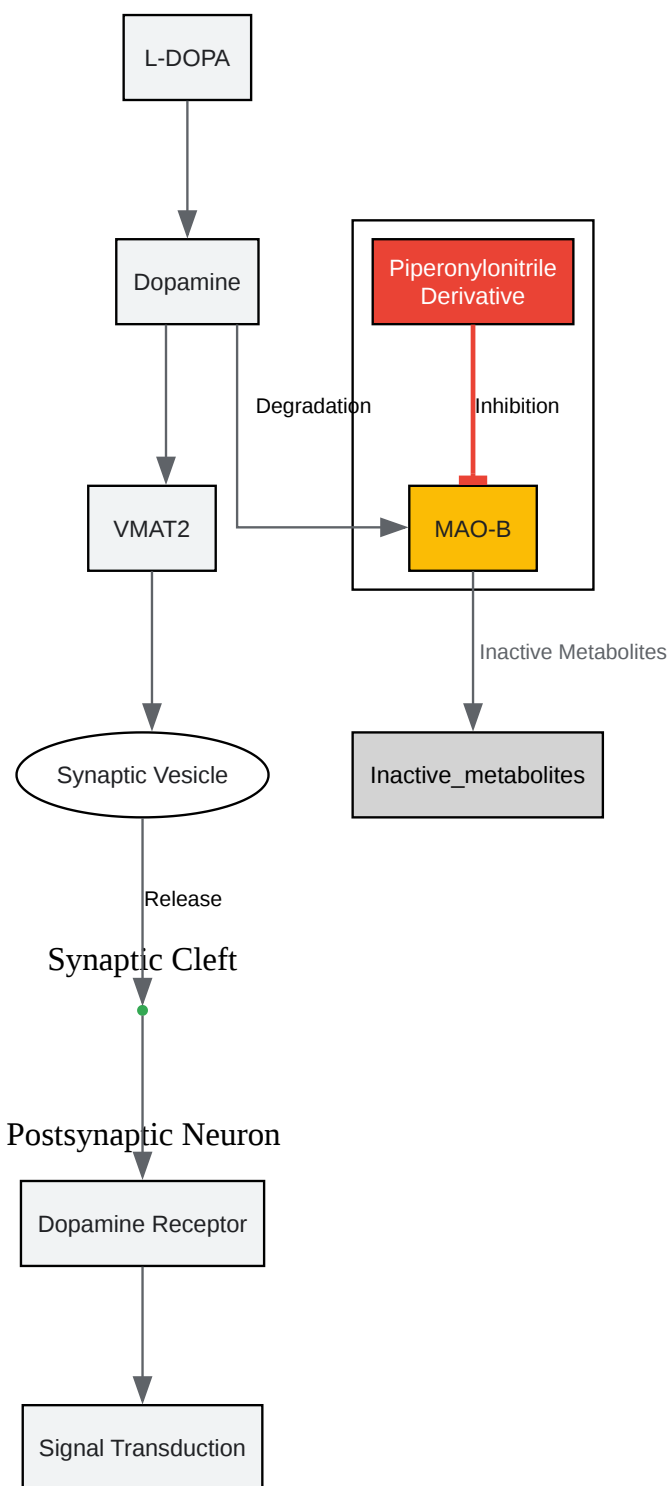 L-DOPA
Dopamine
Piperonylonitrile
Derivative
Degradation
Inhibition
VMAT2
MAO-B
Inactive Metabolites
Synaptic Vesicle
Inactive_metabolites
Release
Synaptic Cleft
Postsynaptic Neuron
Dopamine Receptor
Signal Transduction